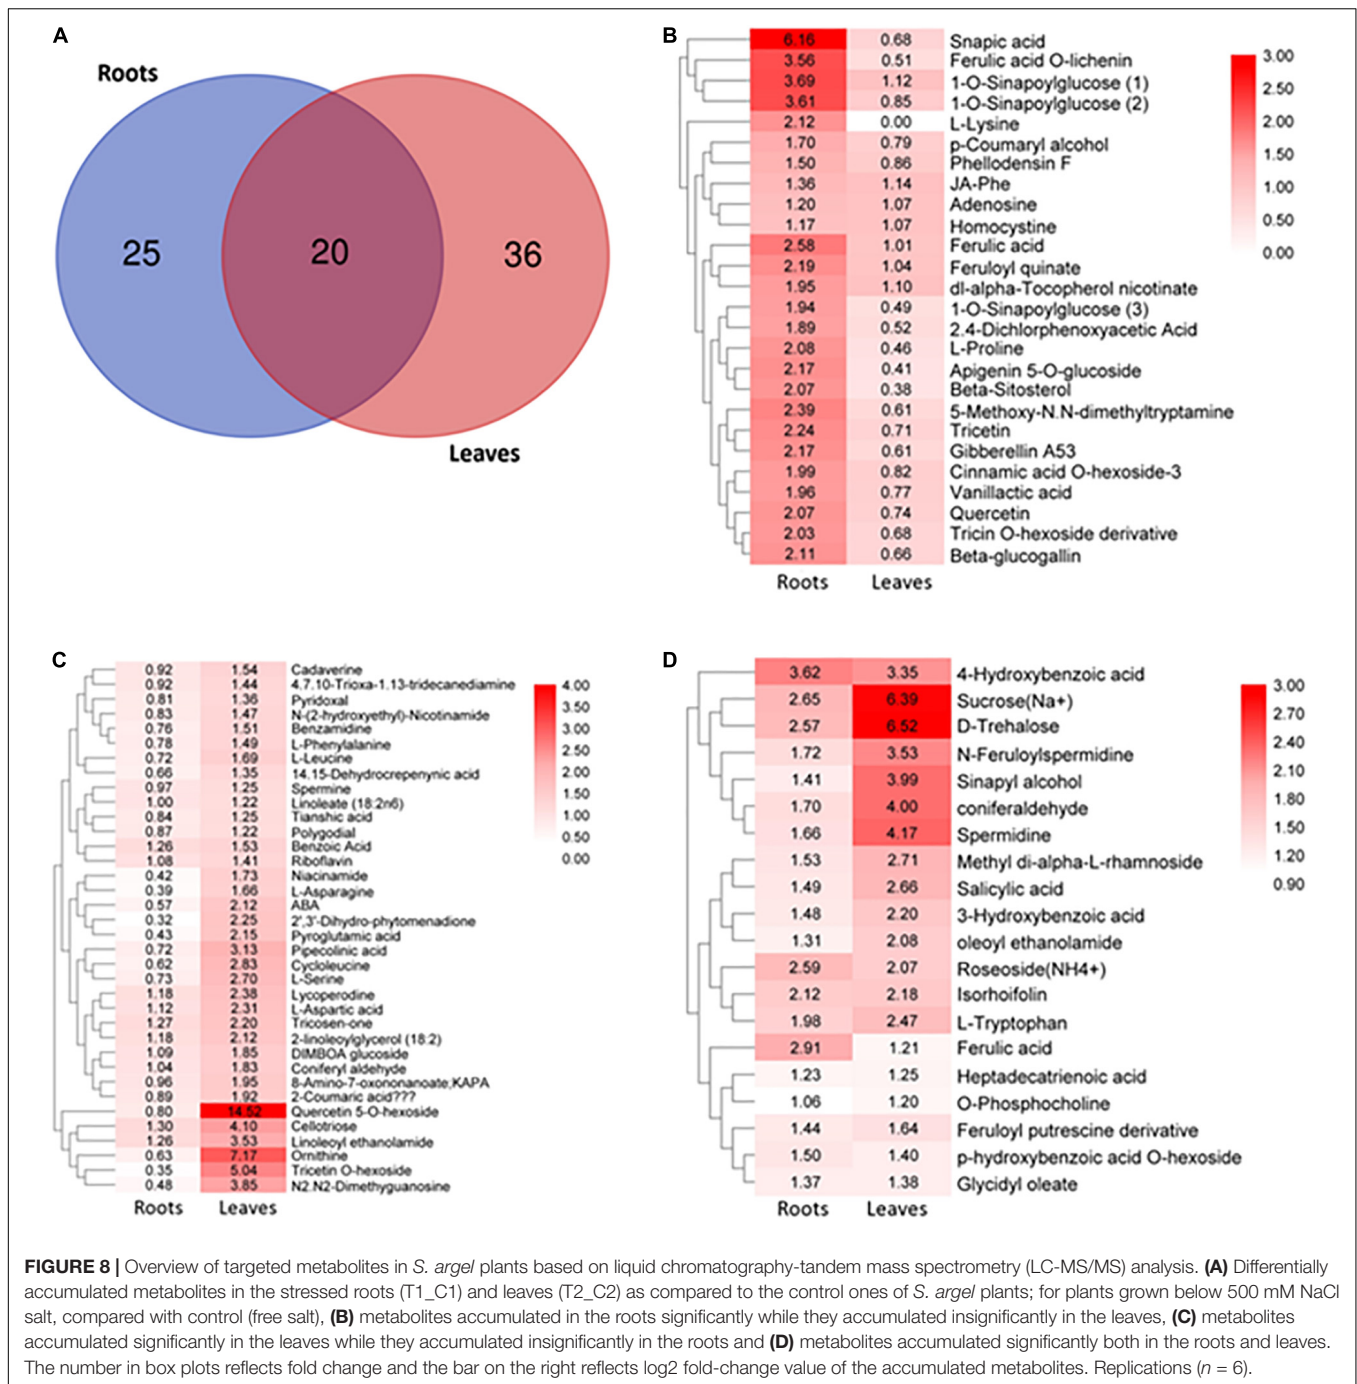 A
Roots
25
20
36
Leaves
B
6.16 0.68 Snapic acid
3.56 0.51 Ferulic acid O-lichenin
3.69 1.12 1-O-Sinapoylglucose (1)
3.61 0.85 1-O-Sinapoylglucose (2)
2.12 0.00 L-Lysine
1.70 0.79 p-Coumaryl alcohol
1.50 0.86 Phellodensin F
1.36 1.14 JA-Phe
1.20 1.07 Adenosine
1.17 1.07 Homocystine
2.58 1.01 Ferulic acid
2.19 1.04 Feruloyl quinate
1.95 1.10 dl-alpha-Tocopherol nicotinate
1.94 0.49 1-O-Sinapoylglucose (3)
1.89 0.52 2.4-Dichlorphenoxyacetic Acid
2.08 0.46 L-Proline
2.17 0.41 Apigenin 5-O-glucoside
2.07 0.38 Beta-Sitosterol
2.39 0.61 5-Methoxy-N.N-dimethyltryptamine
2.24 0.71 Tricetin
2.17 0.61 Gibberellin A53
1.99 0.82 Cinnamic acid O-hexoside-3
1.96 0.77 Vanillactic acid
2.07 0.74 Quercetin
2.03 0.68 Tricin O-hexoside derivative
2.11 0.66 Beta-glucogallin
Roots Leaves
3.00
2.50
2.00
1.50
1.00
0.50
0.00
C
0.92 1.54 Cadaverine
0.92 1.44 4.7.10-Trioxa-1.13-tridecanediamine
0.81 1.36 Pyridoxal
0.83 1.47 N-(2-hydroxyethyl)-Nicotinamide
0.76 1.51 Benzamidine
0.78 1.49 L-Phenylalanine
0.72 1.69 L-Leucine
0.66 1.35 14.15-Dehydrocrepenynic acid
0.97 1.25 Spermine
1.00 1.22 Linoleate (18:2n6)
0.84 1.25 Tianshic acid
0.87 1.22 Polygodial
1.26 1.53 Benzoic Acid
1.08 1.41 Riboflavin
0.42 1.73 Niacinamide
0.39 1.66 L-Asparagine
0.57 2.12 ABA
0.32 2.25 2',3'-Dihydro-phytomenadione
0.43 2.15 Pyroglutamic acid
0.72 3.13 Pipecolinic acid
0.62 2.83 Cycloleucine
0.73 2.70 L-Serine
1.18 2.38 Lycoperodine
1.12 2.31 L-Aspartic acid
1.27 2.20 Tricosen-one
1.18 2.12 2-linoleoylglycerol (18:2)
1.09 1.85 DIMBOA glucoside
1.04 1.83 Coniferyl aldehyde
0.96 1.95 8-Amino-7-oxononanoate,KAPA
0.89 1.92 2-Coumaric acid???
0.80 14.52 Quercetin 5-O-hexoside
1.30 4.10 Cellotriose
1.26 3.53 Linoleoyl ethanolamide
0.63 7.17 Ornithine
0.35 5.04 Tricetin O-hexoside
0.48 3.85 N2.N2-Dimethyguanosine
Roots Leaves
4.00
3.50
3.00
2.50
2.00
1.50
1.00
0.50
0.00
D
3.62 3.35 4-Hydroxybenzoic acid
2.65 6.39 Sucrose(Na+)
2.57 6.52 D-Trehalose
1.72 3.53 N-Feruloylspermidine
1.41 3.99 Sinapyl alcohol
1.70 4.00 coniferaldehyde
1.66 4.17 Spermidine
1.53 2.71 Methyl di-alpha-L-rhamnoside
1.49 2.66 Salicylic acid
1.48 2.20 3-Hydroxybenzoic acid
1.31 2.08 oleoyl ethanolamide
2.59 2.07 Roseoside(NH4+)
2.12 2.18 Isorhoifolin
1.98 2.47 L-Tryptophan
2.91 1.21 Ferulic acid
1.23 1.25 Heptadecatrienoic acid
1.06 1.20 O-Phosphocholine
1.44 1.64 Feruloyl putrescine derivative
1.50 1.40 p-hydroxybenzoic acid O-hexoside
1.37 1.38 Glycidyl oleate
Roots Leaves
3.00
2.70
2.40
2.10
1.80
1.50
1.20
0.90
FIGURE 8 | Overview of targeted metabolites in S. argel plants based on liquid chromatography-tandem mass spectrometry (LC-MS/MS) analysis. (A) Differentially
accumulated metabolites in the stressed roots (T1_C1) and leaves (T2_C2) as compared to the control ones of S. argel plants; for plants grown below 500 mM NaCl
salt, compared with control (free salt), (B) metabolites accumulated in the roots significantly while they accumulated insignificantly in the leaves, (C) metabolites
accumulated significantly in the leaves while they accumulated insignificantly in the roots and (D) metabolites accumulated significantly both in the roots and leaves.
The number in box plots reflects fold change and the bar on the right reflects log2 fold-change value of the accumulated metabolites. Replications (n = 6).